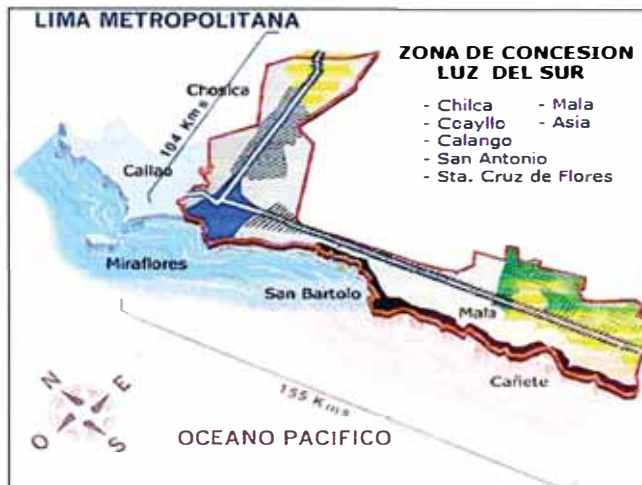 LIMA METROPOLITANA
ZONA DE CONCESION
LUZ DEL SUR
- Chilca
- Mala
- Coayllo
- Asia
- Calango
- San Antonio
- Sta. Cruz de Flores
Chosica
104 Kms
Callao
Miraflores
San Bartolo
Mala
Cañete
155 Kms
N
E
O
S
OCEANO PACIFICO